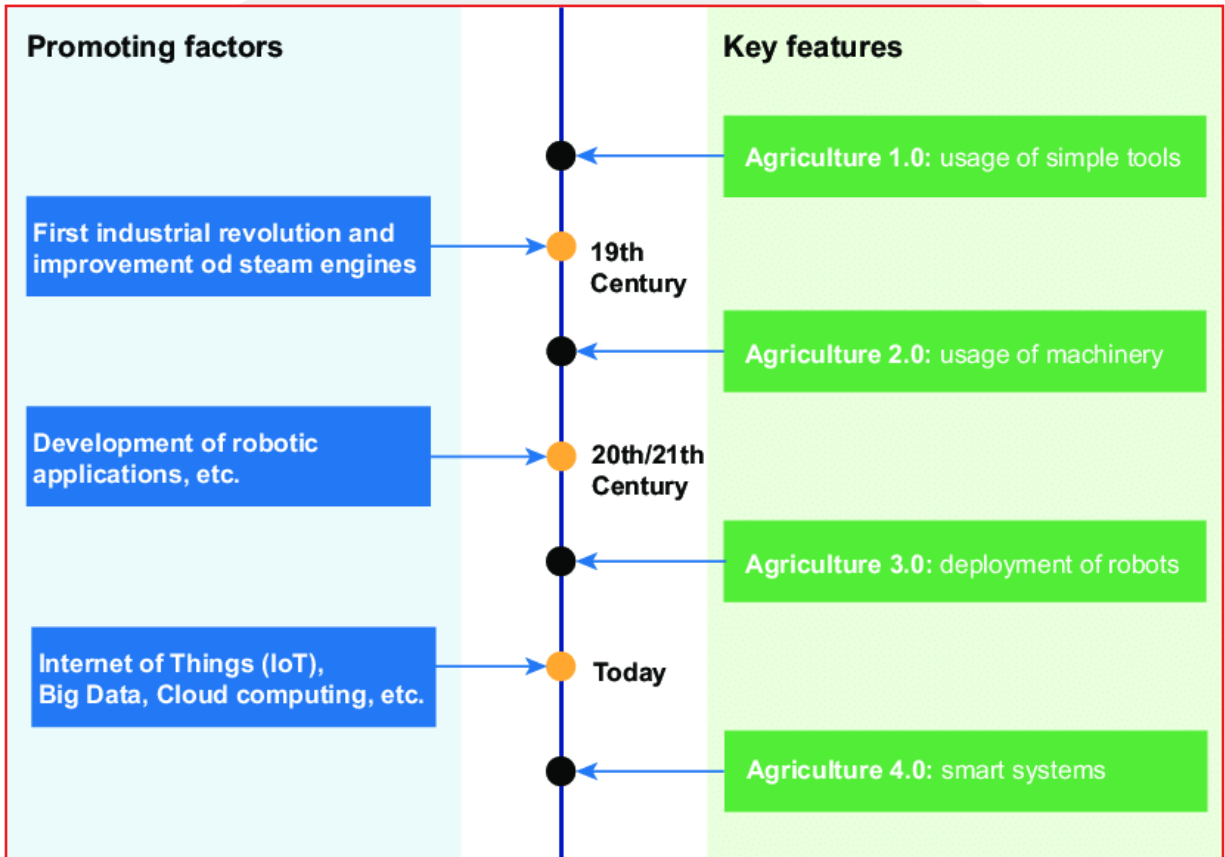 Promoting factors
Key features
Agriculture 1.0: usage of simple tools
First industrial revolution and
improvement od steam engines
19th
Century
Agriculture 2.0: usage of machinery
Development of robotic
applications, etc.
20th/21th
Century
Agriculture 3.0: deployment of robots
Internet of Things (IoT),
Big Data, Cloud computing, etc.
Today
Agriculture 4.0: smart systems